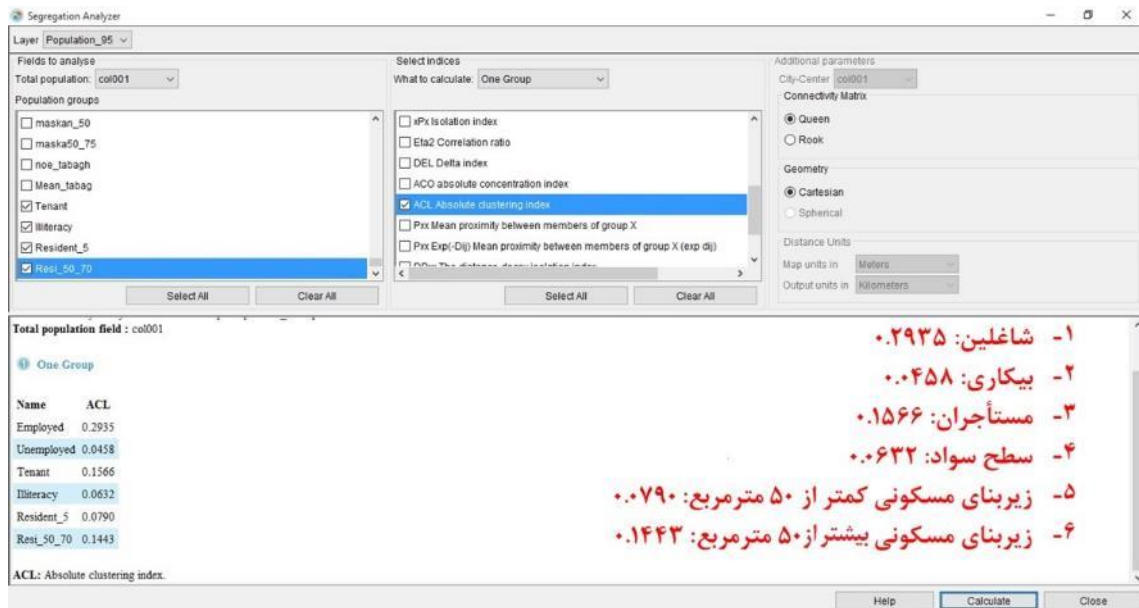 Segregation Analyzer
Layer Population_95
Fields to analyse
Total population: col001
Population groups
maskan_50
maska50_75
noe_tabagh
Mean_tabag
Tenant
Illiteracy
Resident_5
Resi_50_70
Select All Clear All
Select indices
What to calculate: One Group
xPx Isolation index
Eta2 Correlation ratio
DEL Delta index
ACO absolute concentration index
ACL Absolute clustering index
Pxx Mean proximity between members of group X
Pxx Exp(-Dij) Mean proximity between members of group X (exp dij)
DPxx The distance-decay isolation index
Select All Clear All
Additional parameters
City-Center col001
Connectivity Matrix
Queen
Rook
Geometry
Cartesian
Spherical
Distance Units
Map units in Meters
Output units in Kilometers
Total population field : col001
One Group
Name ACL
Employed 0.2935
Unemployed 0.0458
Tenant 0.1566
Illiteracy 0.0632
Resident_5 0.0790
Resi_50_70 0.1443
ACL: Absolute clustering index.
۱- شاغلین: ۰.۲۹۳۵
۲- بیکاری: ۰.۰۴۵۸
۳- مستأجران: ۰.۱۵۶۶
۴- سطح سواد: ۰.۰۶۳۲
۵- زیربنای مسکونی کمتر از ۵۰ مترمربع: ۰.۰۷۹۰
۶- زیربنای مسکونی بیشتر از۵۰ مترمربع: ۰.۱۴۴۳
Help Calculate Close